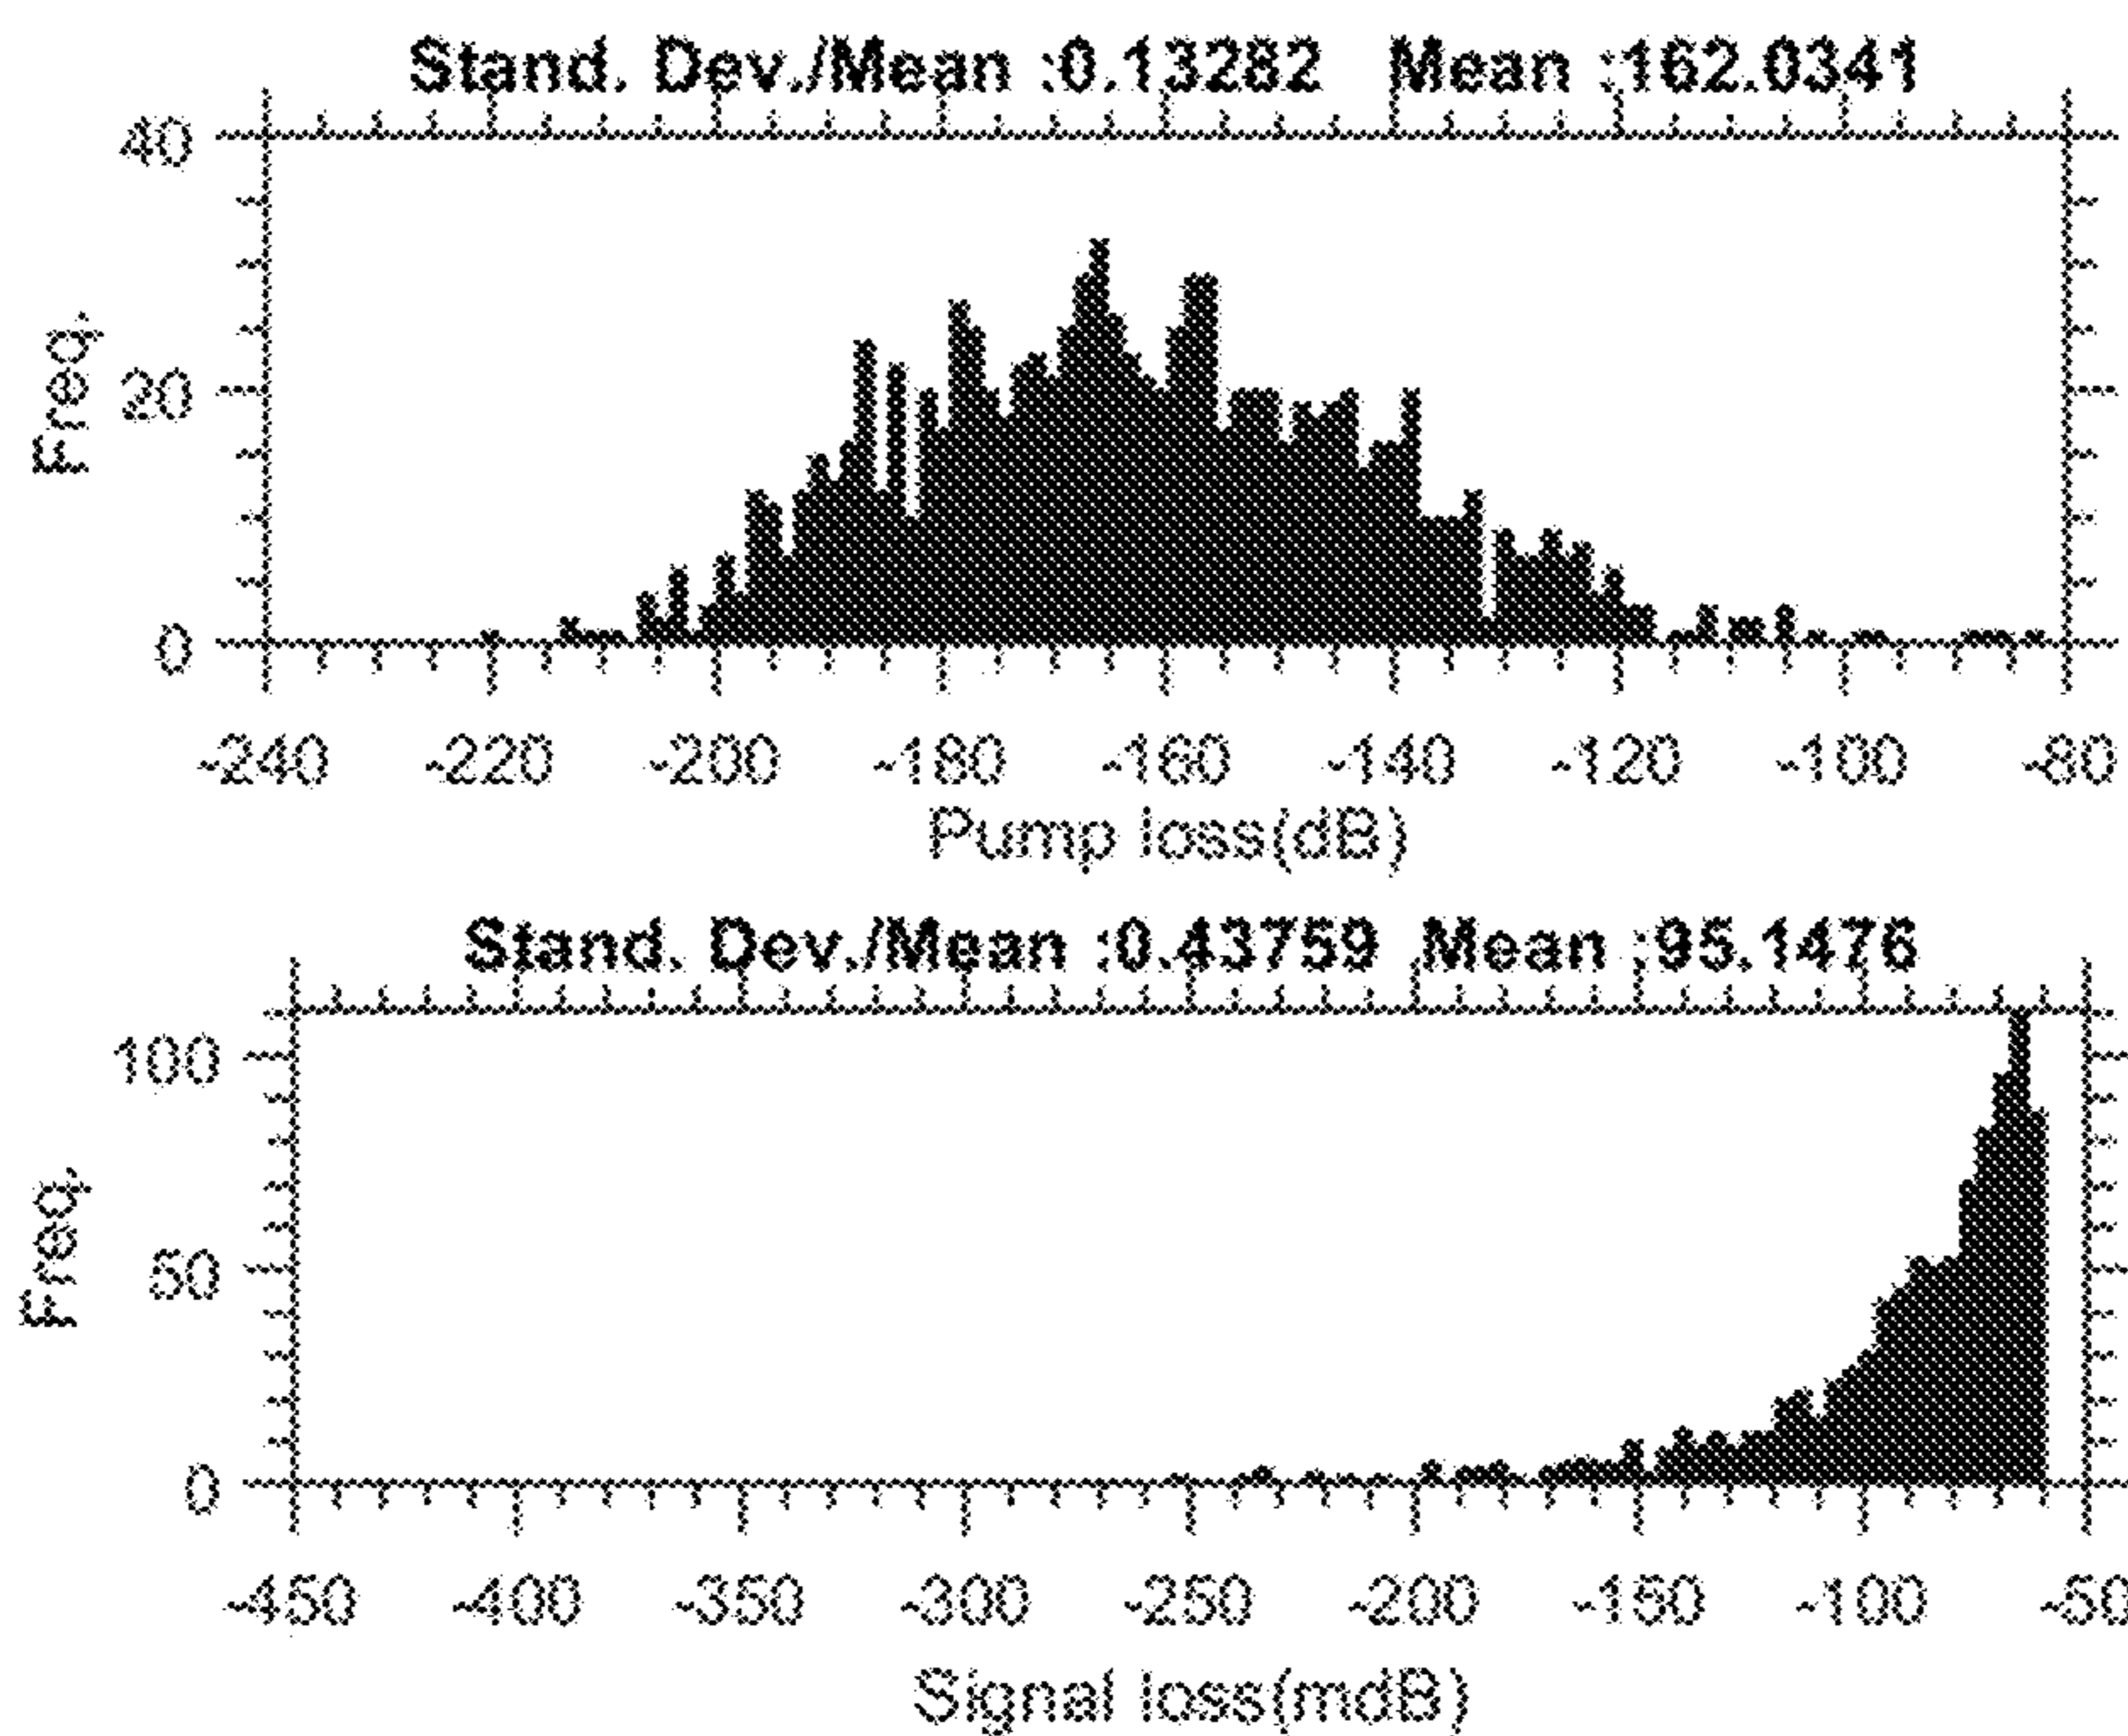 Stand. Dev./Mean :0.13282 Mean :162.0341
40
Freq.
20
0
-240 -220 -200 -180 -160 -140 -120 -100 -80
Pump loss(dB)
Stand. Dev./Mean :0.43759 Mean :95.1476
100
Freq.
50
0
-450 -400 -350 -300 -250 -200 -150 -100 -50
Signal loss(mdB)